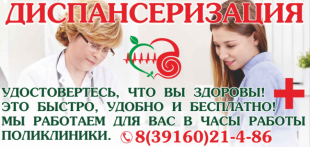 ДИСПАНСЕРИЗАЦИЯ
УДОСТОВЕРТЕСЬ, ЧТО ВЫ ЗДОРОВЫ!
ЭТО БЫСТРО, УДОБНО И БЕСПЛАТНО!
МЫ РАБОТАЕМ ДЛЯ ВАС В ЧАСЫ РАБОТЫ
ПОЛИКЛИНИКИ. 8(39160)21-4-86